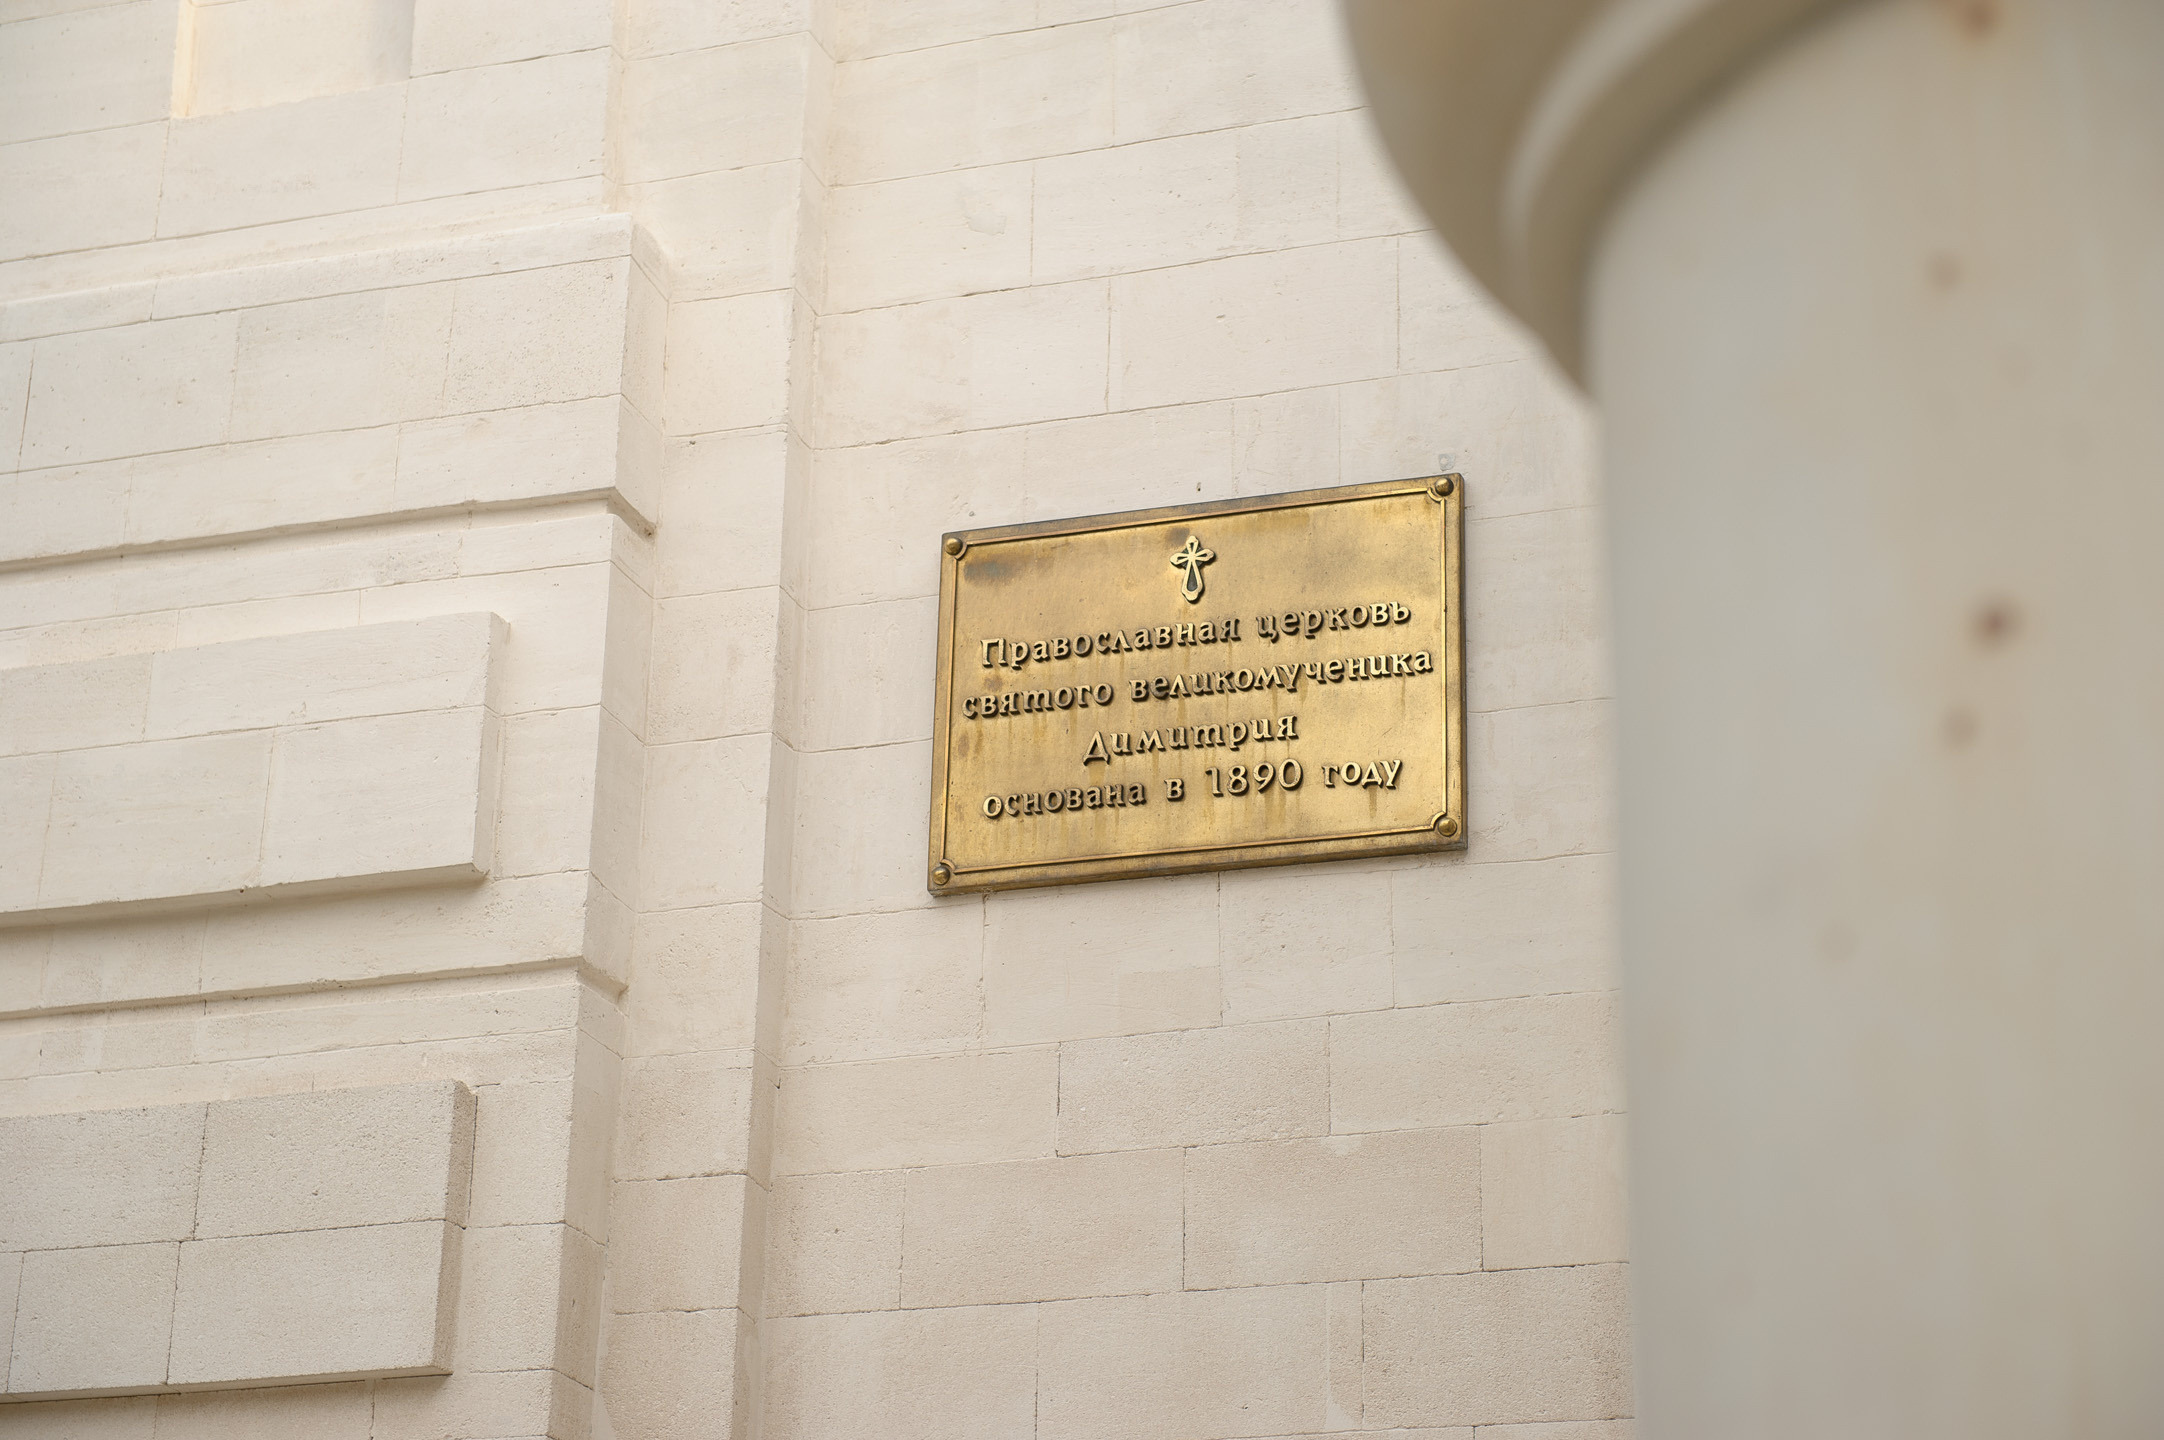 Православная церковь
святого великомученика
Димитрия
основана в 1890 году